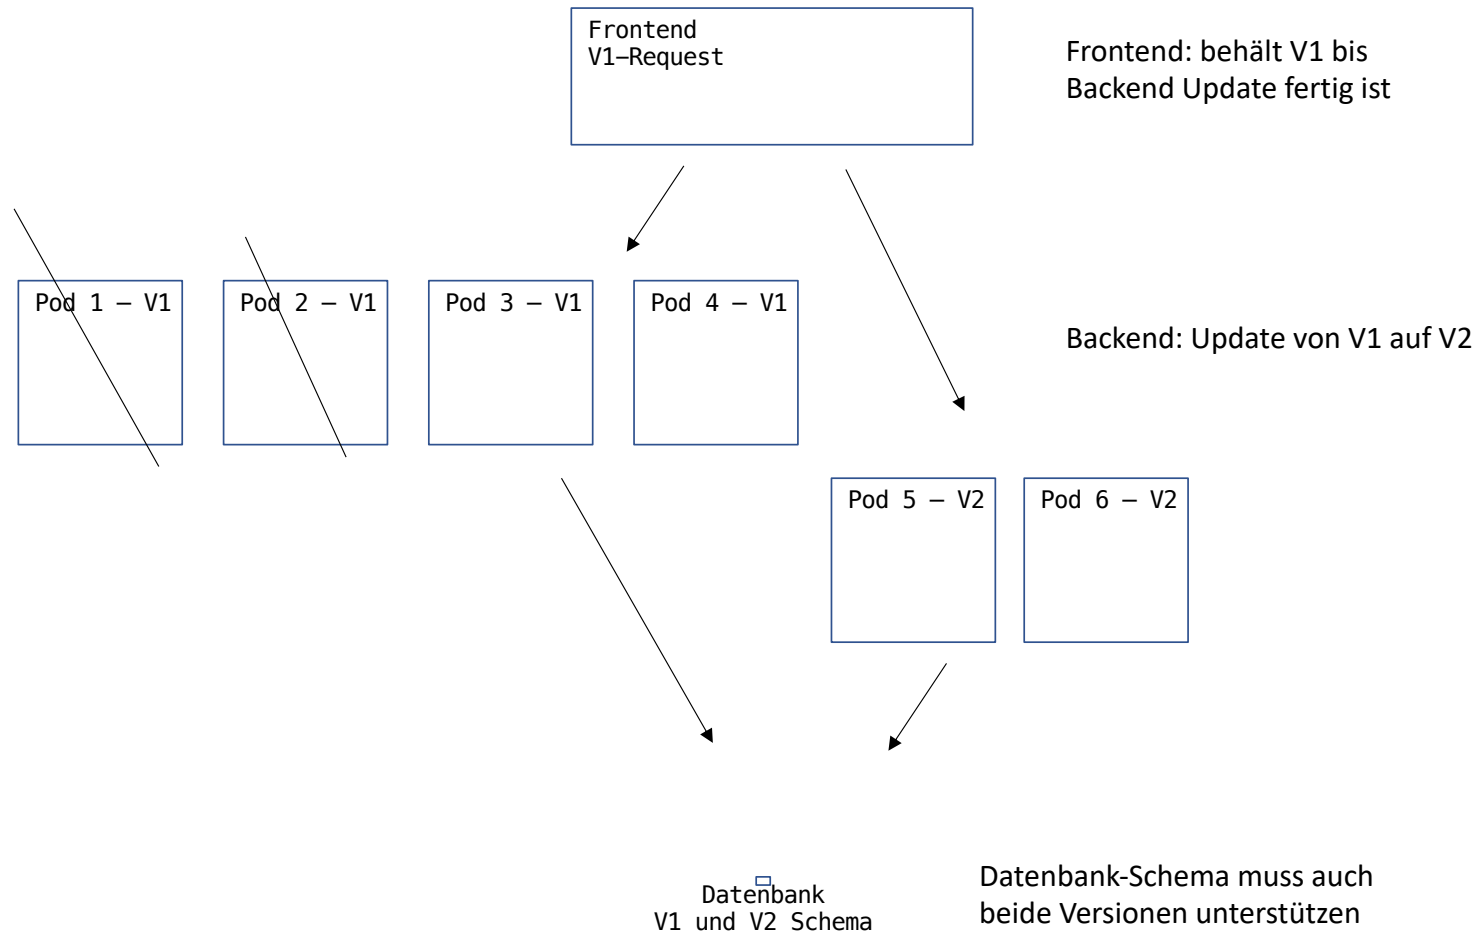 Frontend
V1–Request
Frontend: behält V1 bis
Backend Update fertig ist
Pod 1 – V1
Pod 2 – V1
Pod 3 – V1
Pod 4 – V1
Backend: Update von V1 auf V2
Pod 5 – V2
Pod 6 – V2
Datenbank
V1 und V2 Schema
Datenbank-Schema muss auch
beide Versionen unterstützen